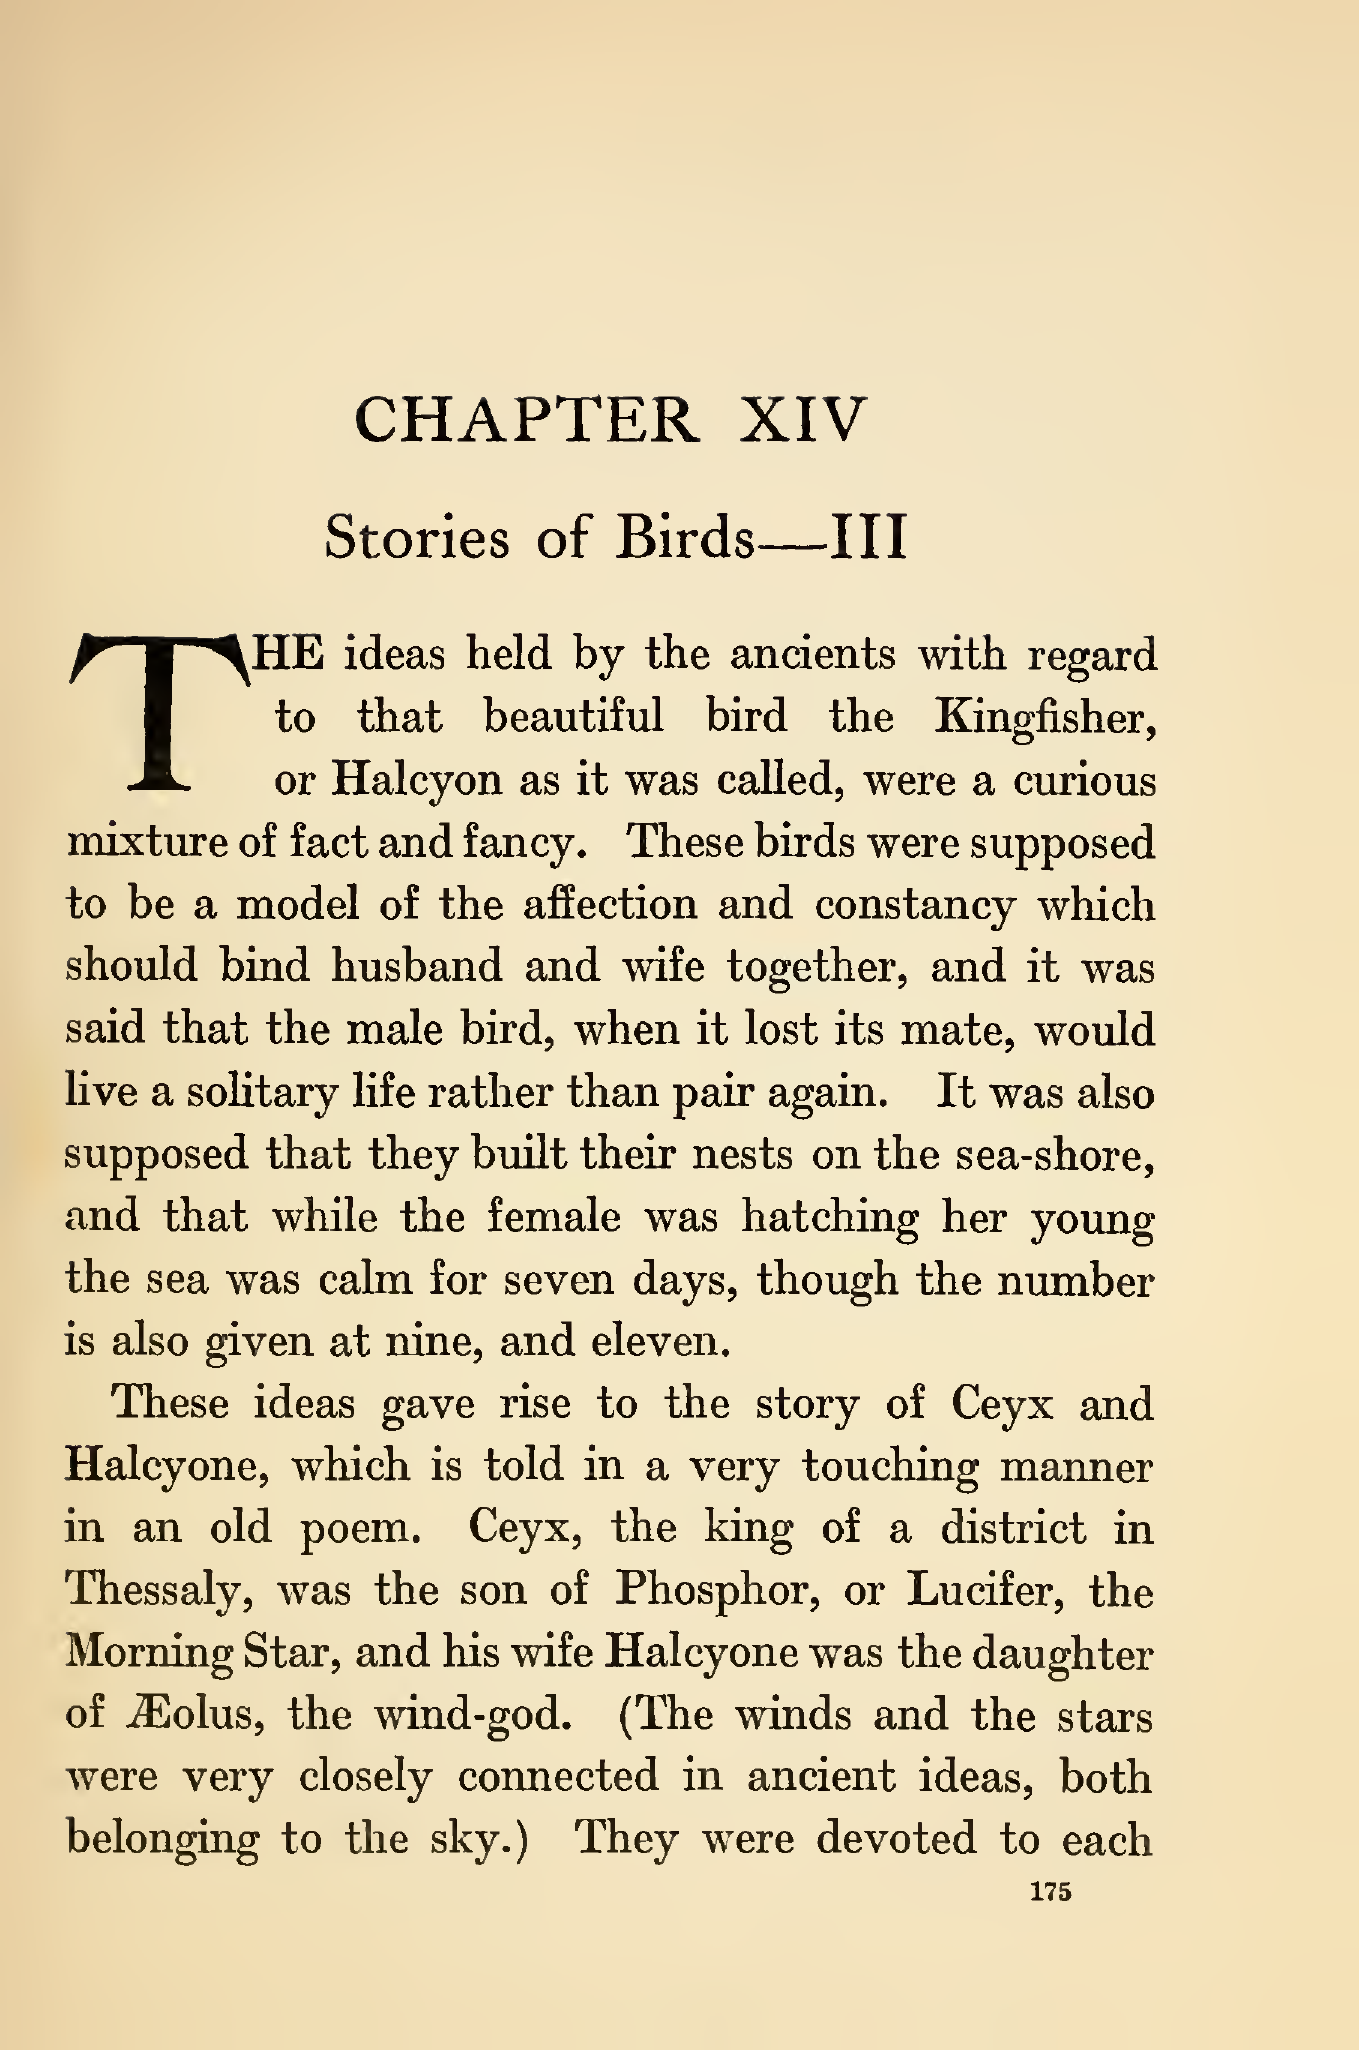 CHAPTER XIV
Stories of Birds—III
THE ideas held by the ancients with regard
to that beautiful bird the Kingfisher,
or Halcyon as it was called, were a curious
mixture of fact and fancy. These birds were supposed
to be a model of the affection and constancy which
should bind husband and wife together, and it was
said that the male bird, when it lost its mate, would
live a solitary life rather than pair again. It was also
supposed that they built their nests on the sea-shore,
and that while the female was hatching her young
the sea was calm for seven days, though the number
is also given at nine, and eleven.
These ideas gave rise to the story of Ceyx and
Halcyone, which is told in a very touching manner
in an old poem. Ceyx, the king of a district in
Thessaly, was the son of Phosphor, or Lucifer, the
Morning Star, and his wife Halcyone was the daughter
of Æolus, the wind-god. (The winds and the stars
were very closely connected in ancient ideas, both
belonging to the sky.) They were devoted to each
175